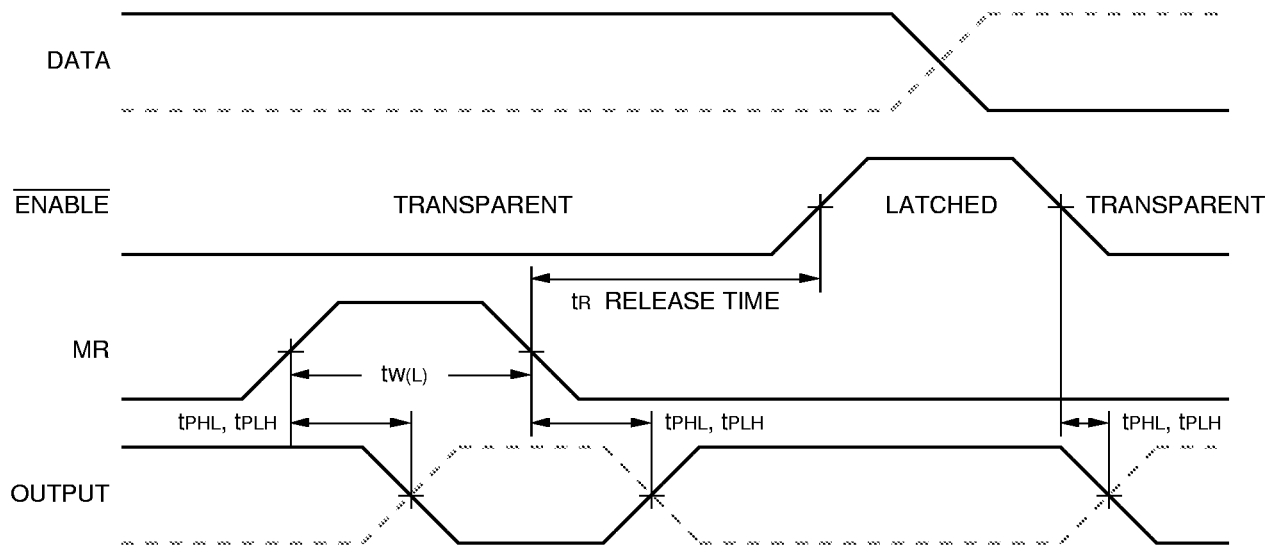 DATA
ENABLE
TRANSPARENT
LATCHED
TRANSPARENT
tR RELEASE TIME
MR
tW(L)
tPHL, tPLH
tPHL, tPLH
tPHL, tPLH
OUTPUT